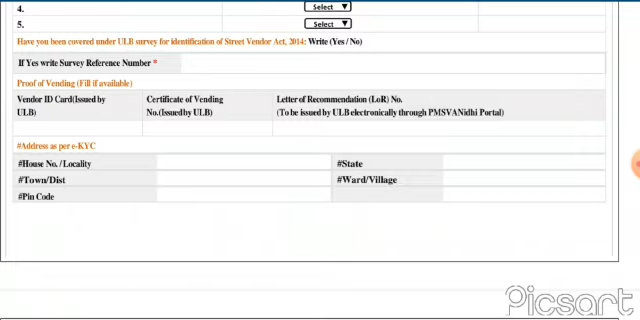 4. Select ▼
5. Select ▼
Have you been covered under ULB survey for identification of Street Vendor Act, 2014: Write (Yes / No)
If Yes write Survey Reference Number *
Proof of Vending (Fill if available)
Vendor ID Card(Issued by ULB)
Certificate of Vending No.(Issued by ULB)
Letter of Recommendation (LoR) No.
(To be issued by ULB electronically through PMSVANidhi Portal)
#Address as per e-KYC
#House No. / Locality #State
#Town/Dist #Ward/Village
#Pin Code
Picsart